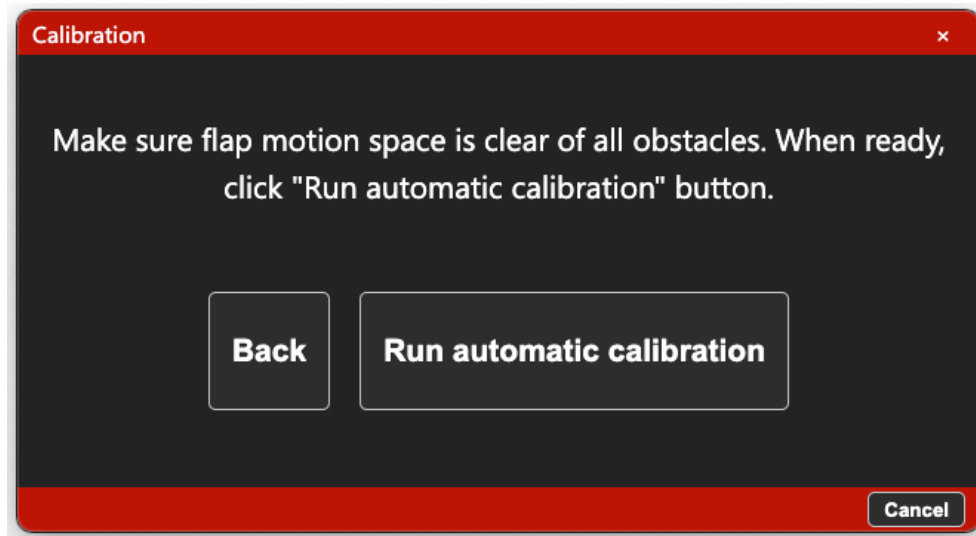 Calibration ×
Make sure flap motion space is clear of all obstacles. When ready,
click "Run automatic calibration" button.
Back Run automatic calibration
Cancel